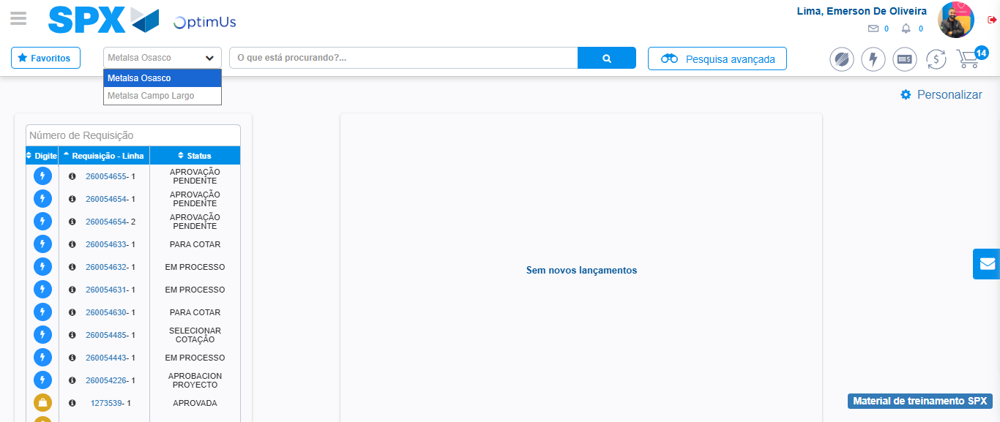 SPX
OptimUs
Lima, Emerson De Oliveira
0 0
Favoritos
Metalsa Osasco
O que está procurando?...
Pesquisa avançada
14
Metalsa Osasco
Metalsa Campo Largo
Personalizar
Número de Requisição
Digite Requisição - Linha Status
260054655- 1 APROVAÇÃO PENDENTE
260054654- 1 APROVAÇÃO PENDENTE
260054654- 2 APROVAÇÃO PENDENTE
260054633- 1 PARA COTAR
260054632- 1 EM PROCESSO
260054631- 1 EM PROCESSO
260054630- 1 PARA COTAR
260054485- 1 SELECIONAR COTAÇÃO
260054443- 1 EM PROCESSO
260054226- 1 APROBACION PROYECTO
1273539- 1 APROVADA
Sem novos lançamentos
Material de treinamento SPX